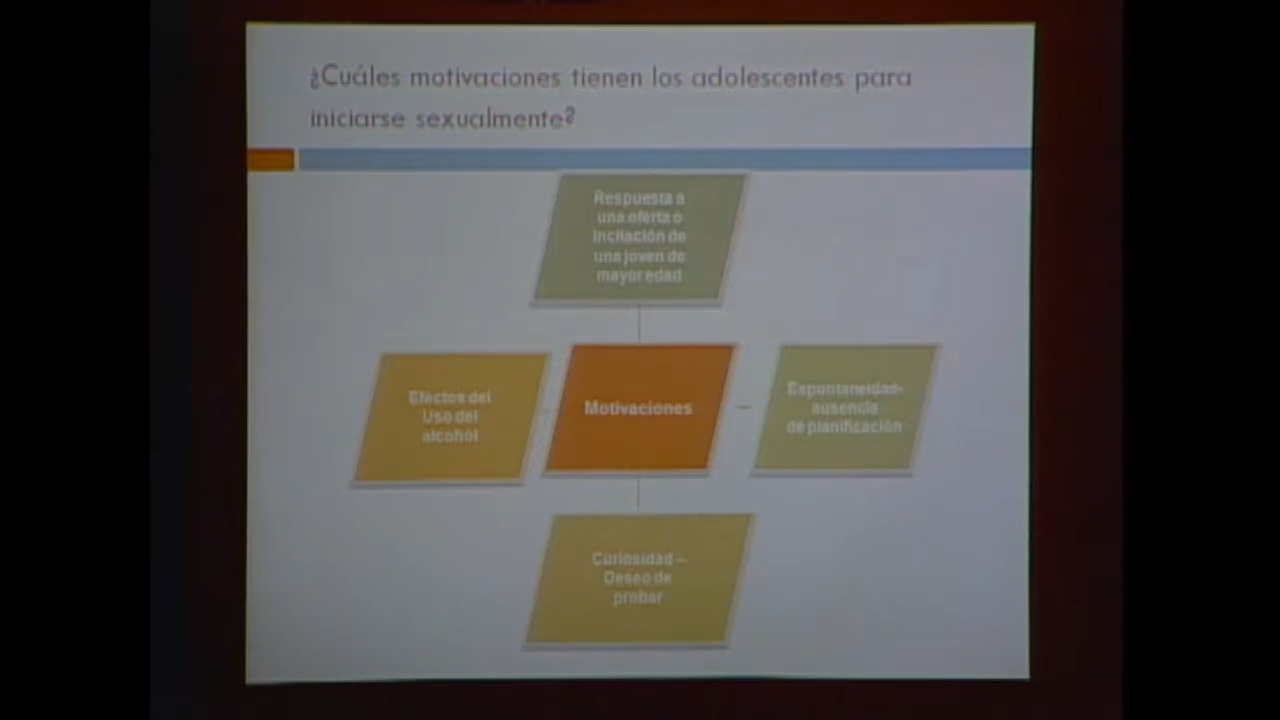 ¿Cuáles motivaciones tienen los adolescentes para
iniciarse sexualmente?
Respuesta a
una oferta o
incitación de
una joven de
mayor edad
Efectos del
Uso del
alcohol
Motivaciones
Espontaneidad-
ausencia
de planificación
Curiosidad –
Deseo de
probar